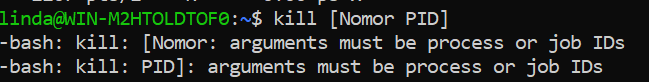 linda@WIN-M2HTOLDTOF0:~$ kill [Nomor PID]
-bash: kill: [Nomor: arguments must be process or job IDs
-bash: kill: PID]: arguments must be process or job IDs